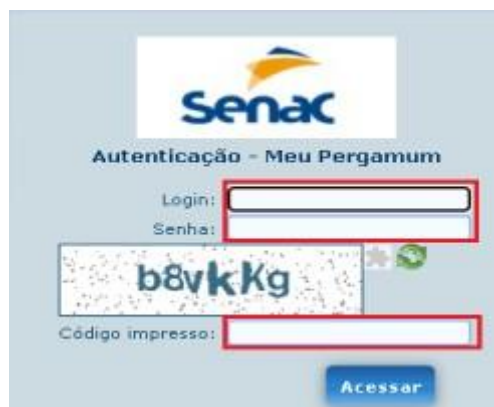 Senac
Autenticação - Meu Pergamum
Login:
Senha:
b8vkKg
Código impresso:
Acessar